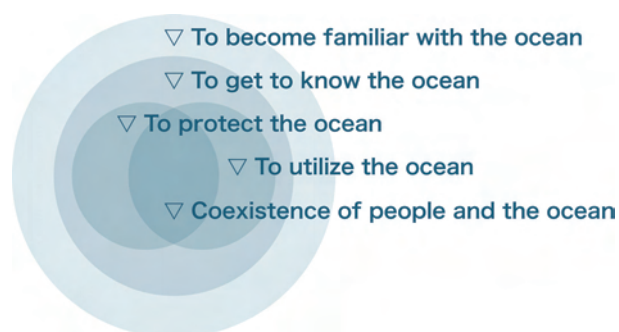 ▽ To become familiar with the ocean
▽ To get to know the ocean
▽ To protect the ocean
▽ To utilize the ocean
▽ Coexistence of people and the ocean